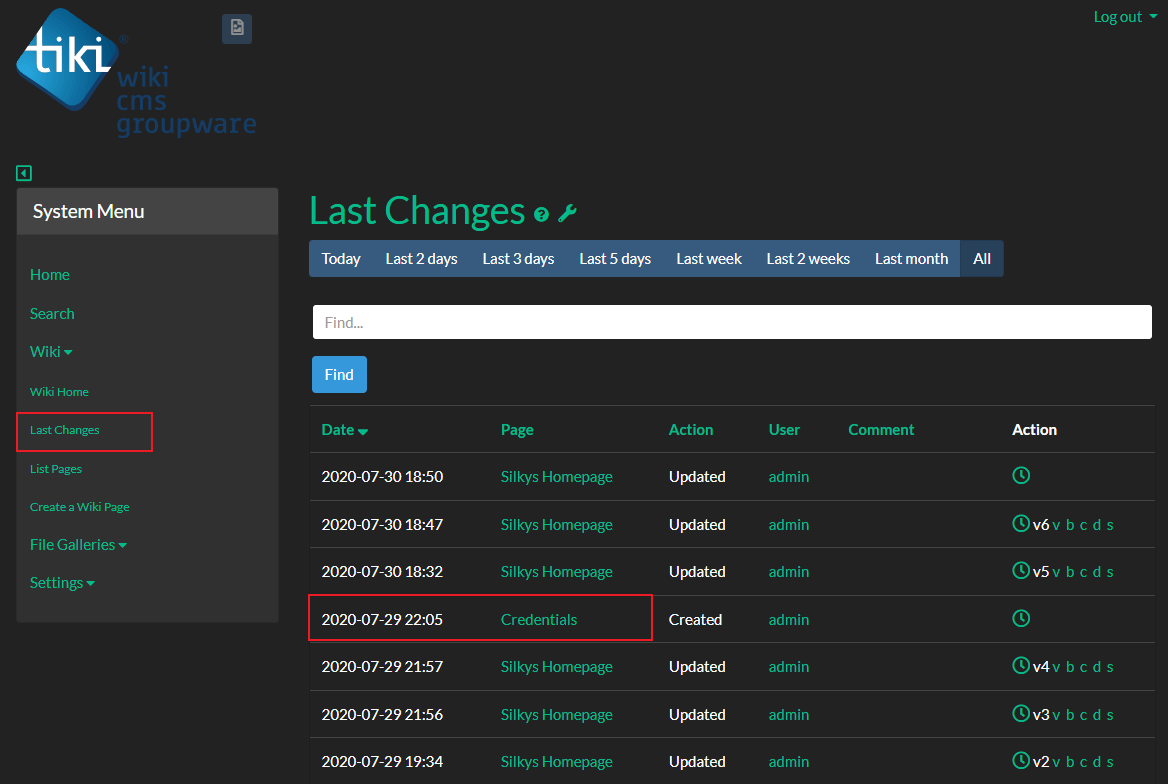 Log out
tiki®
wiki
cms
groupware
System Menu
Home
Search
Wiki
Wiki Home
Last Changes
List Pages
Create a Wiki Page
File Galleries
Settings
Last Changes
Today Last 2 days Last 3 days Last 5 days Last week Last 2 weeks Last month All
Find...
Find
Date Page Action User Comment Action
2020-07-30 18:50 Silkys Homepage Updated admin
2020-07-30 18:47 Silkys Homepage Updated admin v6 v b c d s
2020-07-30 18:32 Silkys Homepage Updated admin v5 v b c d s
2020-07-29 22:05 Credentials Created admin
2020-07-29 21:57 Silkys Homepage Updated admin v4 v b c d s
2020-07-29 21:56 Silkys Homepage Updated admin v3 v b c d s
2020-07-29 19:34 Silkys Homepage Updated admin v2 v b c d s